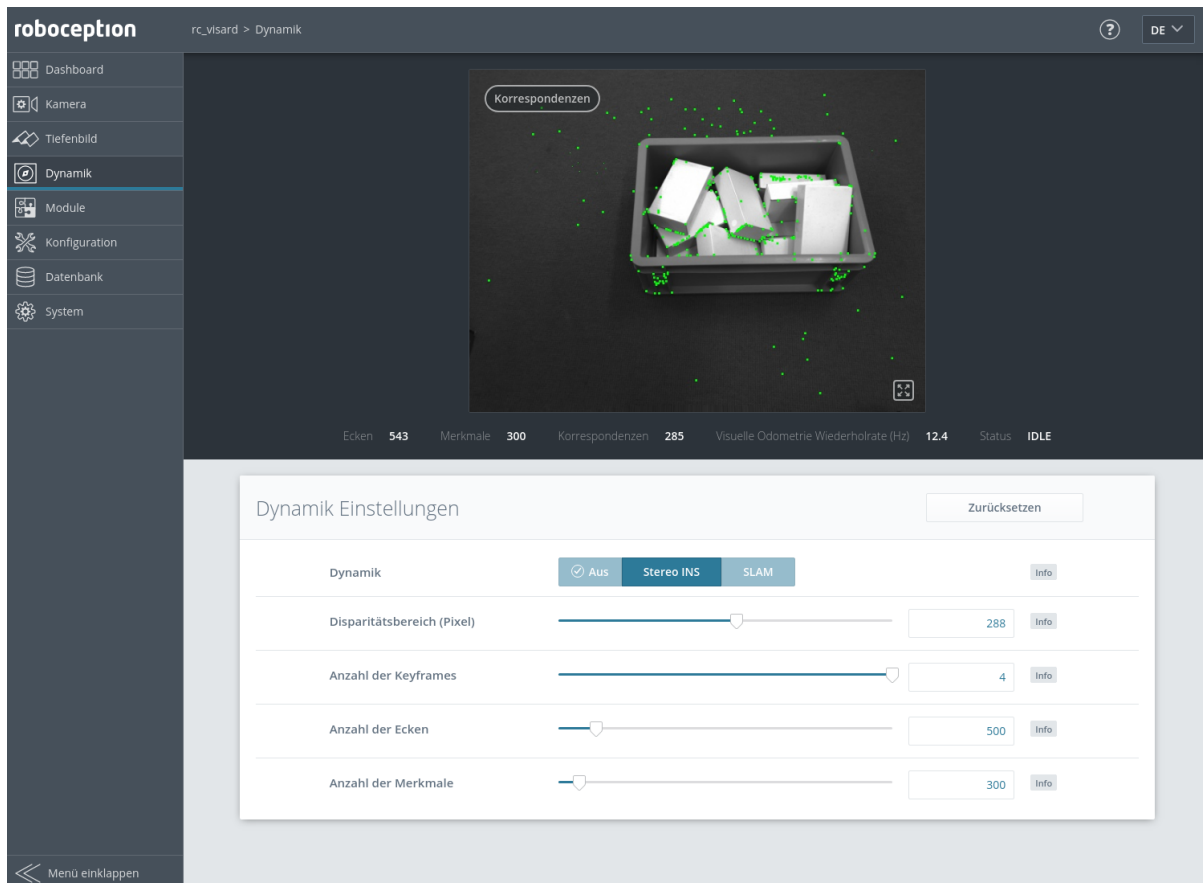 roboception
rc_visard > Dynamik
?
DE
Dashboard
Kamera
Tiefenbild
Dynamik
Module
Konfiguration
Datenbank
System
Menü einklappen
Korrespondenzen
Ecken 543 Merkmale 300 Korrespondenzen 285 Visuelle Odometrie Wiederholrate (Hz) 12.4 Status IDLE
Dynamik Einstellungen
Zurücksetzen
Dynamik Aus Stereo INS SLAM Info
Disparitätsbereich (Pixel) 288 Info
Anzahl der Keyframes 4 Info
Anzahl der Ecken 500 Info
Anzahl der Merkmale 300 Info